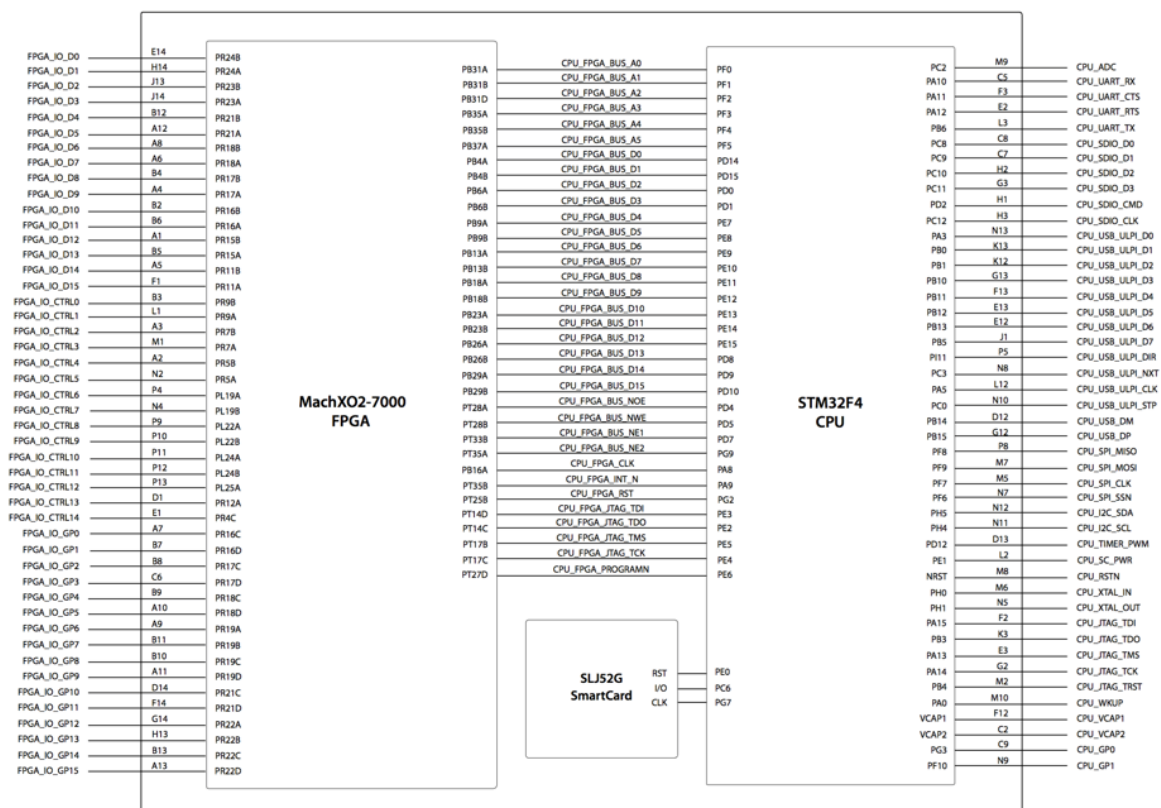 FPGA_IO_D0 E14 PR24B
FPGA_IO_D1 H14 PR24A
FPGA_IO_D2 J13 PR23B
FPGA_IO_D3 J14 PR23A
FPGA_IO_D4 B12 PR21B
FPGA_IO_D5 A12 PR21A
FPGA_IO_D6 A8 PR18B
FPGA_IO_D7 A6 PR18A
FPGA_IO_D8 B4 PR17B
FPGA_IO_D9 A4 PR17A
FPGA_IO_D10 B2 PR16B
FPGA_IO_D11 B6 PR16A
FPGA_IO_D12 A1 PR15B
FPGA_IO_D13 B5 PR15A
FPGA_IO_D14 A5 PR11B
FPGA_IO_D15 F1 PR11A
FPGA_IO_CTRL0 B3 PR9B
FPGA_IO_CTRL1 L1 PR9A
FPGA_IO_CTRL2 A3 PR7B
FPGA_IO_CTRL3 M1 PR7A
FPGA_IO_CTRL4 A2 PR5B
FPGA_IO_CTRL5 N2 PR5A
FPGA_IO_CTRL6 P4 PL19A
FPGA_IO_CTRL7 N4 PL19B
FPGA_IO_CTRL8 P9 PL22A
FPGA_IO_CTRL9 P10 PL22B
FPGA_IO_CTRL10 P11 PL24A
FPGA_IO_CTRL11 P12 PL24B
FPGA_IO_CTRL12 P13 PL25A
FPGA_IO_CTRL13 D1 PR12A
FPGA_IO_CTRL14 E1 PR4C
FPGA_IO_GP0 A7 PR16C
FPGA_IO_GP1 B7 PR16D
FPGA_IO_GP2 B8 PR17C
FPGA_IO_GP3 C6 PR17D
FPGA_IO_GP4 B9 PR18C
FPGA_IO_GP5 A10 PR18D
FPGA_IO_GP6 A9 PR19A
FPGA_IO_GP7 B11 PR19B
FPGA_IO_GP8 B10 PR19C
FPGA_IO_GP9 A11 PR19D
FPGA_IO_GP10 D14 PR21C
FPGA_IO_GP11 F14 PR21D
FPGA_IO_GP12 G14 PR22A
FPGA_IO_GP13 H13 PR22B
FPGA_IO_GP14 B13 PR22C
FPGA_IO_GP15 A13 PR22D
MachXO2-7000
FPGA
PB31A CPU_FPGA_BUS_A0 PF0
PB31B CPU_FPGA_BUS_A1 PF1
PB31D CPU_FPGA_BUS_A2 PF2
PB35A CPU_FPGA_BUS_A3 PF3
PB35B CPU_FPGA_BUS_A4 PF4
PB37A CPU_FPGA_BUS_A5 PF5
PB4A CPU_FPGA_BUS_D0 PD14
PB4B CPU_FPGA_BUS_D1 PD15
PB6A CPU_FPGA_BUS_D2 PD0
PB6B CPU_FPGA_BUS_D3 PD1
PB9A CPU_FPGA_BUS_D4 PE7
PB9B CPU_FPGA_BUS_D5 PE8
PB13A CPU_FPGA_BUS_D6 PE9
PB13B CPU_FPGA_BUS_D7 PE10
PB18A CPU_FPGA_BUS_D8 PE11
PB18B CPU_FPGA_BUS_D9 PE12
PB23A CPU_FPGA_BUS_D10 PE13
PB23B CPU_FPGA_BUS_D11 PE14
PB26A CPU_FPGA_BUS_D12 PE15
PB26B CPU_FPGA_BUS_D13 PD8
PB29A CPU_FPGA_BUS_D14 PD9
PB29B CPU_FPGA_BUS_D15 PD10
PT28A CPU_FPGA_BUS_NOE PD4
PT28B CPU_FPGA_BUS_NWE PD5
PT33B CPU_FPGA_BUS_NE1 PD7
PT35A CPU_FPGA_BUS_NE2 PG9
PB16A CPU_FPGA_CLK PA8
PT35B CPU_FPGA_INT_N PA9
PT25B CPU_FPGA_RST PG2
PT14D CPU_FPGA_JTAG_TDI PE3
PT14C CPU_FPGA_JTAG_TDO PE2
PT17B CPU_FPGA_JTAG_TMS PE5
PT17C CPU_FPGA_JTAG_TCK PE4
PT27D CPU_FPGA_PROGRAMN PE6
SLJ52G
SmartCard
RST PE0
I/O PC6
CLK PG7
STM32F4
CPU
PC2 M9 CPU_ADC
PA10 C5 CPU_UART_RX
PA11 F3 CPU_UART_CTS
PA12 E2 CPU_UART_RTS
PB6 L3 CPU_UART_TX
PC8 C8 CPU_SDIO_D0
PC9 C7 CPU_SDIO_D1
PC10 H2 CPU_SDIO_D2
PC11 G3 CPU_SDIO_D3
PD2 H1 CPU_SDIO_CMD
PC12 H3 CPU_SDIO_CLK
PA3 N13 CPU_USB_ULPI_D0
PB0 K13 CPU_USB_ULPI_D1
PB1 K12 CPU_USB_ULPI_D2
PB10 G13 CPU_USB_ULPI_D3
PB11 F13 CPU_USB_ULPI_D4
PB12 E13 CPU_USB_ULPI_D5
PB13 E12 CPU_USB_ULPI_D6
PB5 J1 CPU_USB_ULPI_D7
PI11 P5 CPU_USB_ULPI_DIR
PC3 N8 CPU_USB_ULPI_NXT
PA5 L12 CPU_USB_ULPI_CLK
PC0 N10 CPU_USB_ULPI_STP
PB14 D12 CPU_USB_DM
PB15 G12 CPU_USB_DP
PF8 P8 CPU_SPI_MISO
PF9 M7 CPU_SPI_MOSI
PF7 M5 CPU_SPI_CLK
PF6 N7 CPU_SPI_SSN
PH5 N12 CPU_I2C_SDA
PH4 N11 CPU_I2C_SCL
PD12 D13 CPU_TIMER_PWM
PE1 L2 CPU_SC_PWR
NRST M8 CPU_RSTN
PH0 M6 CPU_XTAL_IN
PH1 N5 CPU_XTAL_OUT
PA15 F2 CPU_JTAG_TDI
PB3 K3 CPU_JTAG_TDO
PA13 E3 CPU_JTAG_TMS
PA14 G2 CPU_JTAG_TCK
PB4 M2 CPU_JTAG_TRST
PA0 M10 CPU_WKUP
VCAP1 F12 CPU_VCAP1
VCAP2 C2 CPU_VCAP2
PG3 C9 CPU_GP0
PF10 N9 CPU_GP1